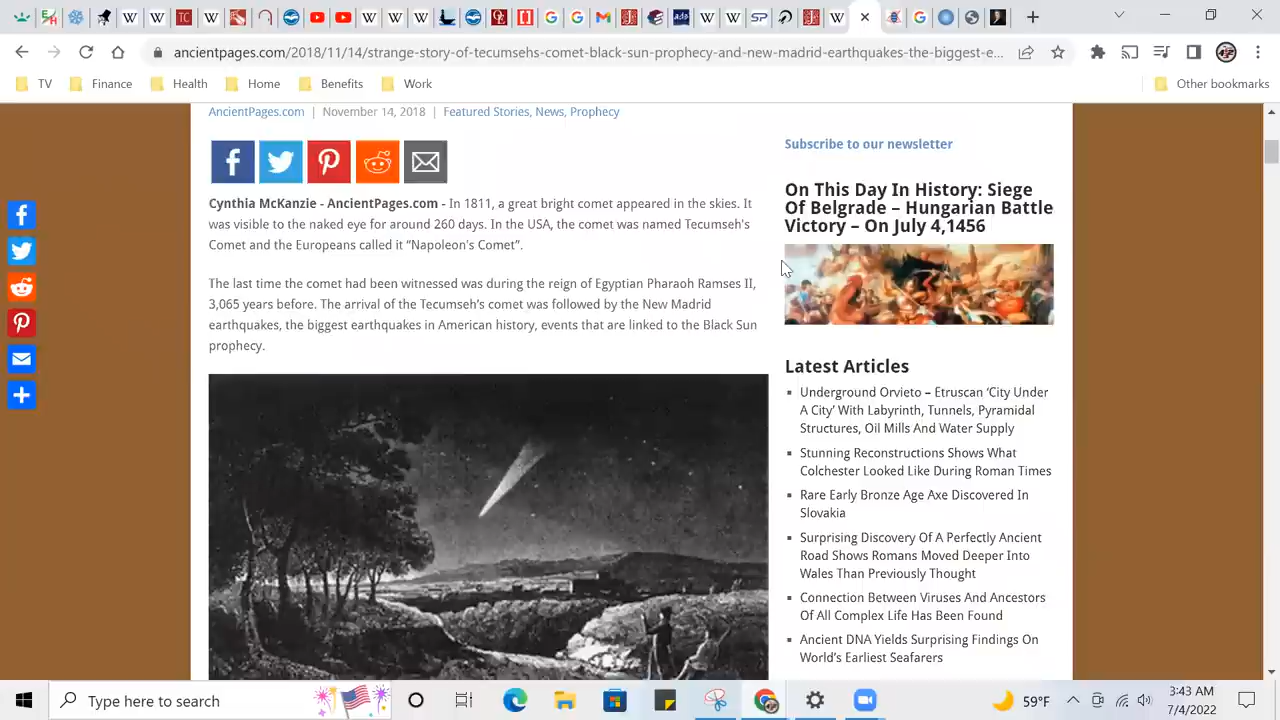 ancientpages.com/2018/11/14/strange-story-of-tecumsehs-comet-black-sun-prophecy-and-new-madrid-earthquakes-the-biggest-e...
TV Finance Health Home Benefits Work Other bookmarks
AncientPages.com | November 14, 2018 | Featured Stories, News, Prophecy
Cynthia McKanzie - AncientPages.com - In 1811, a great bright comet appeared in the skies. It
was visible to the naked eye for around 260 days. In the USA, the comet was named Tecumseh's
Comet and the Europeans called it “Napoleon's Comet”.
The last time the comet had been witnessed was during the reign of Egyptian Pharaoh Ramses II,
3,065 years before. The arrival of the Tecumseh's comet was followed by the New Madrid
earthquakes, the biggest earthquakes in American history, events that are linked to the Black Sun
prophecy.
Subscribe to our newsletter
On This Day In History: Siege
Of Belgrade – Hungarian Battle
Victory – On July 4,1456
Latest Articles
Underground Orvieto – Etruscan ‘City Under
A City’ With Labyrinth, Tunnels, Pyramidal
Structures, Oil Mills And Water Supply
Stunning Reconstructions Shows What
Colchester Looked Like During Roman Times
Rare Early Bronze Age Axe Discovered In
Slovakia
Surprising Discovery Of A Perfectly Ancient
Road Shows Romans Moved Deeper Into
Wales Than Previously Thought
Connection Between Viruses And Ancestors
Of All Complex Life Has Been Found
Ancient DNA Yields Surprising Findings On
World's Earliest Seafarers
Type here to search
59°F
3:43 AM
7/4/2022